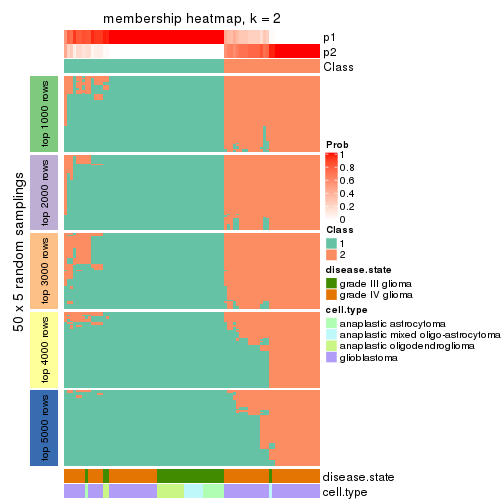 membership heatmap, k = 2
p1
p2
Class
50 x 5 random samplings
top 1000 rows
top 2000 rows
top 3000 rows
top 4000 rows
top 5000 rows
Prob
1
0.8
0.6
0.4
0.2
0
Class
1
2
disease.state
grade III glioma
grade IV glioma
cell.type
anaplastic astrocytoma
anaplastic mixed oligo-astrocytoma
anaplastic oligodendroglioma
glioblastoma
disease.state
cell.type